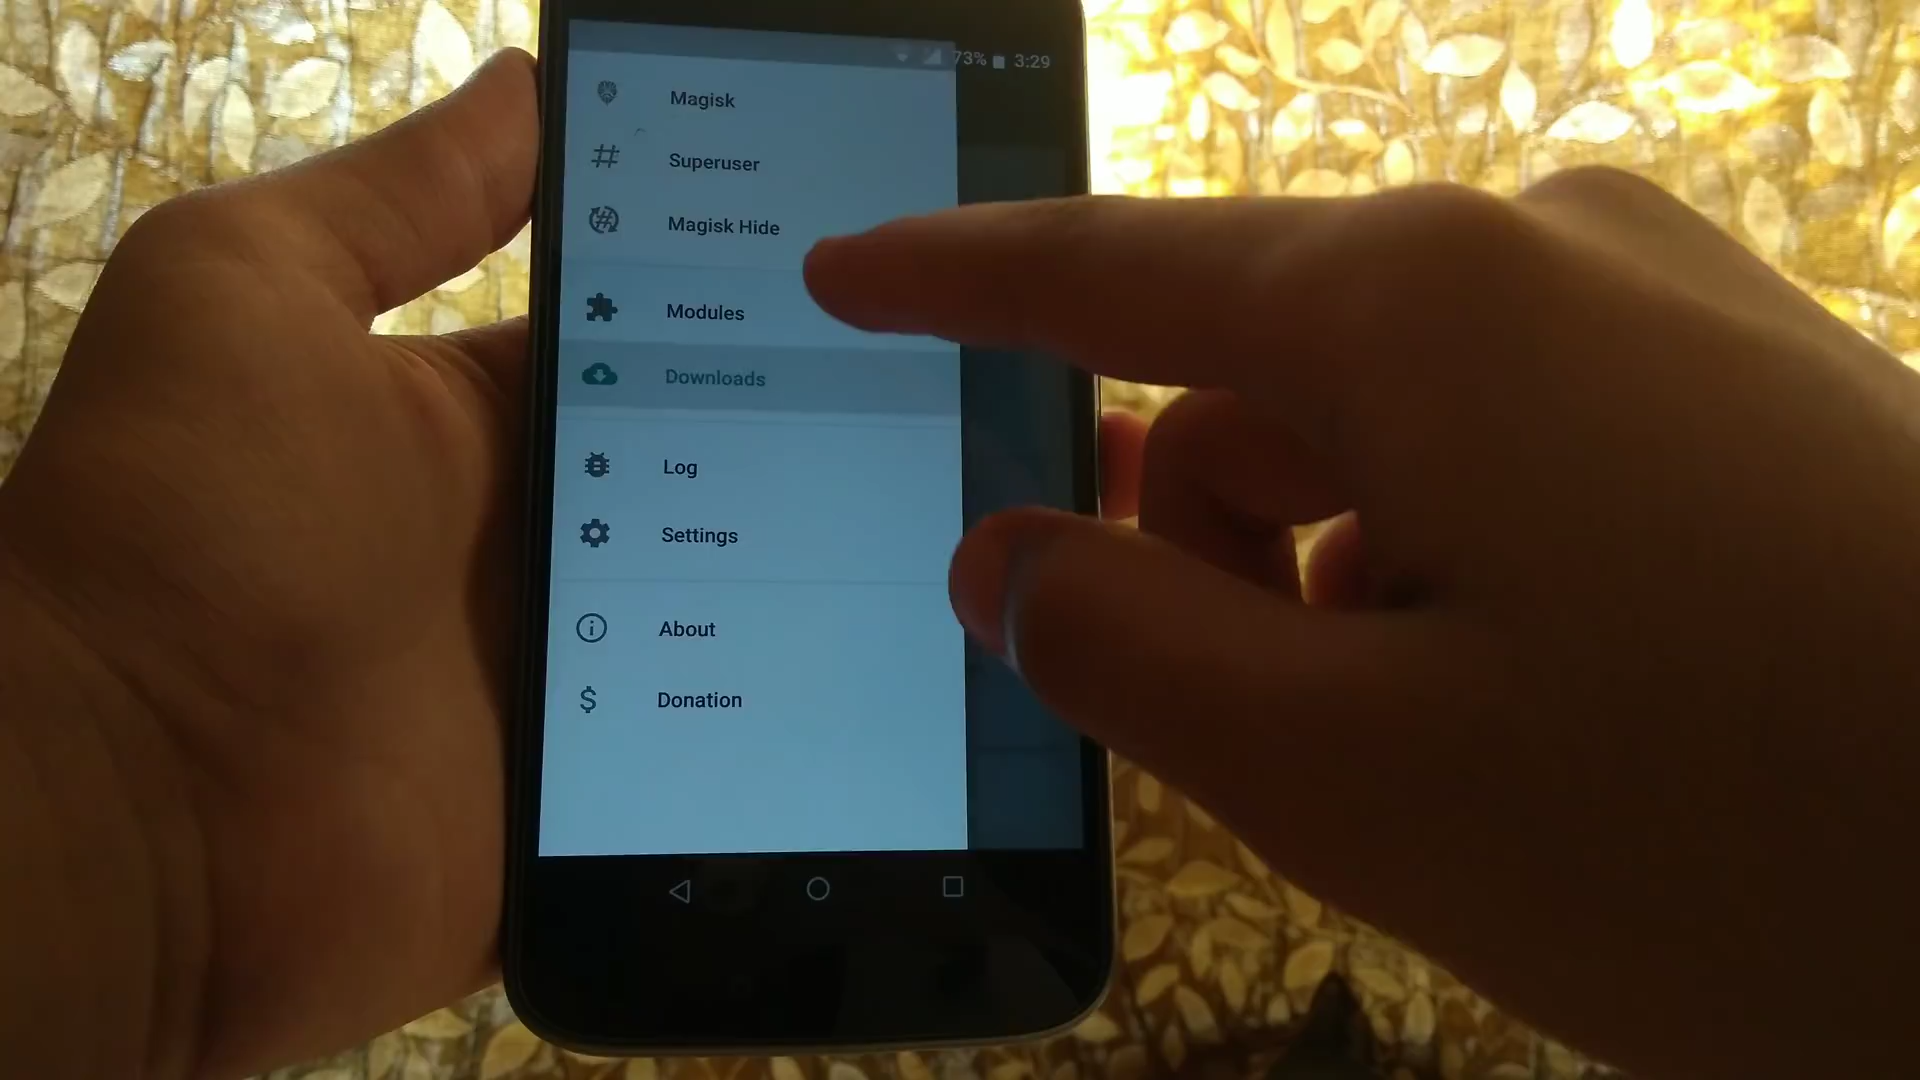 73% 3:29
Magisk
Superuser
Magisk Hide
Modules
Downloads
Log
Settings
About
Donation